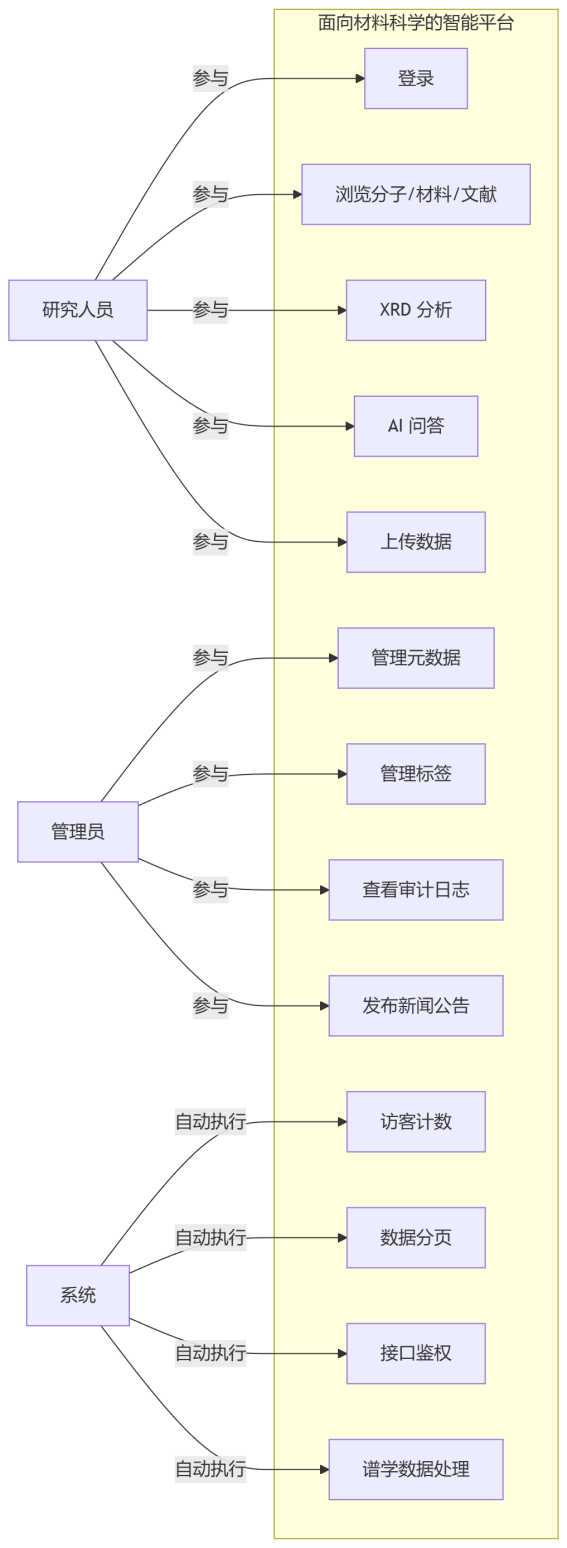 面向材料科学的智能平台
参与
登录
参与
浏览分子/材料/文献
研究人员
参与
XRD 分析
参与
AI 问答
参与
上传数据
参与
管理元数据
参与
管理标签
管理员
参与
查看审计日志
参与
发布新闻公告
自动执行
访客计数
自动执行
数据分页
系统
自动执行
接口鉴权
自动执行
谱学数据处理